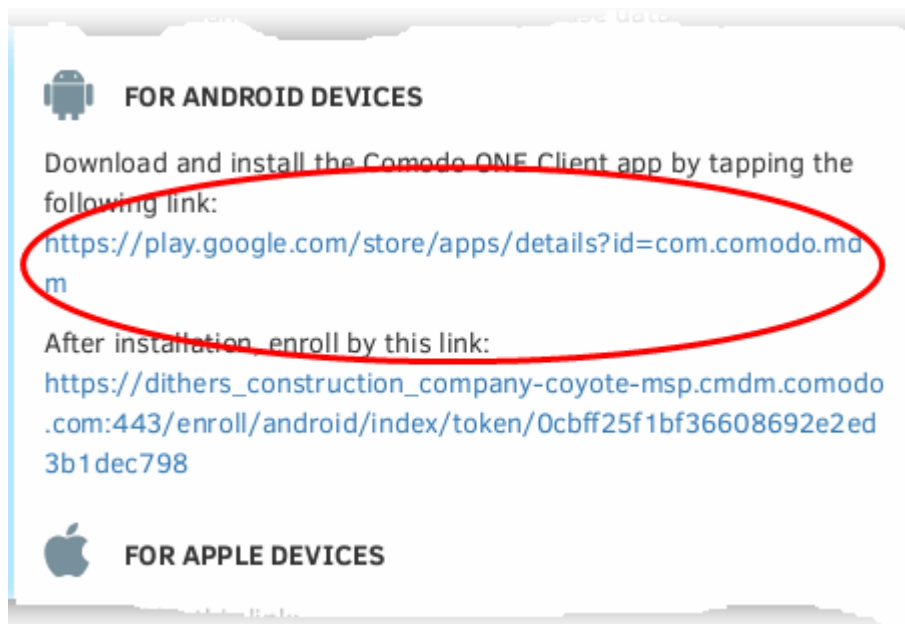 FOR ANDROID DEVICES
Download and install the Comodo ONE Client app by tapping the
following link:
https://play.google.com/store/apps/details?id=com.comodo.md
m
After installation, enroll by this link:
https://dithers_construction_company-coyote-msp.cmdm.comodo
.com:443/enroll/android/index/token/0cbff25f1bf36608692e2ed
3b1dec798
FOR APPLE DEVICES